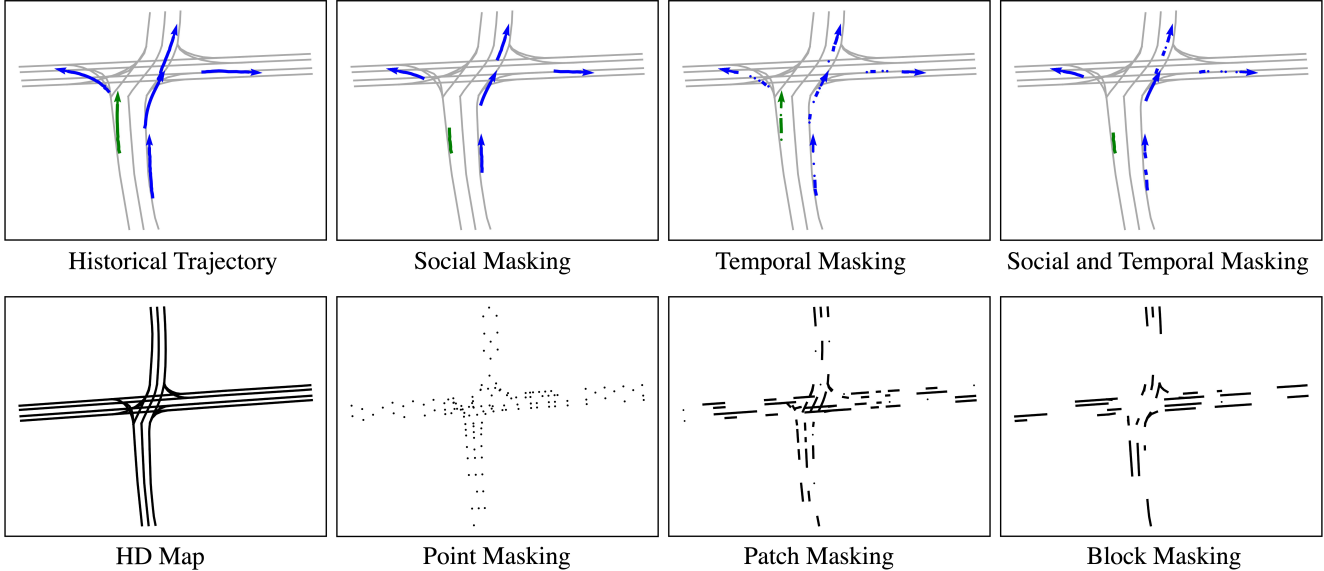 Historical Trajectory
Social Masking
Temporal Masking
Social and Temporal Masking
HD Map
Point Masking
Patch Masking
Block Masking